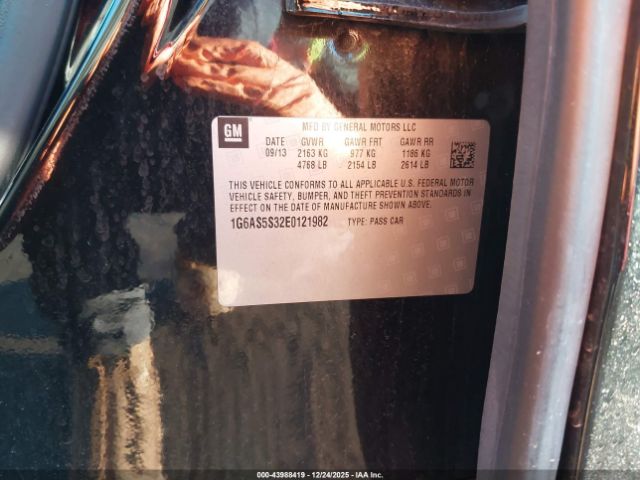 GM
MFD BY GENERAL MOTORS LLC
DATE GVWR GAWR FRT GAWR RR
09/13 2163 KG 977 KG 1186 KG
4768 LB 2154 LB 2614 LB
THIS VEHICLE CONFORMS TO ALL APPLICABLE U.S. FEDERAL MOTOR
VEHICLE SAFETY, BUMPER, AND THEFT PREVENTION STANDARDS IN
EFFECT ON THE DATE OF MANUFACTURE SHOWN ABOVE.
1G6AS5S32E0121982 TYPE: PASS CAR
000-43988419 • 12/24/2025 • IAA Inc.